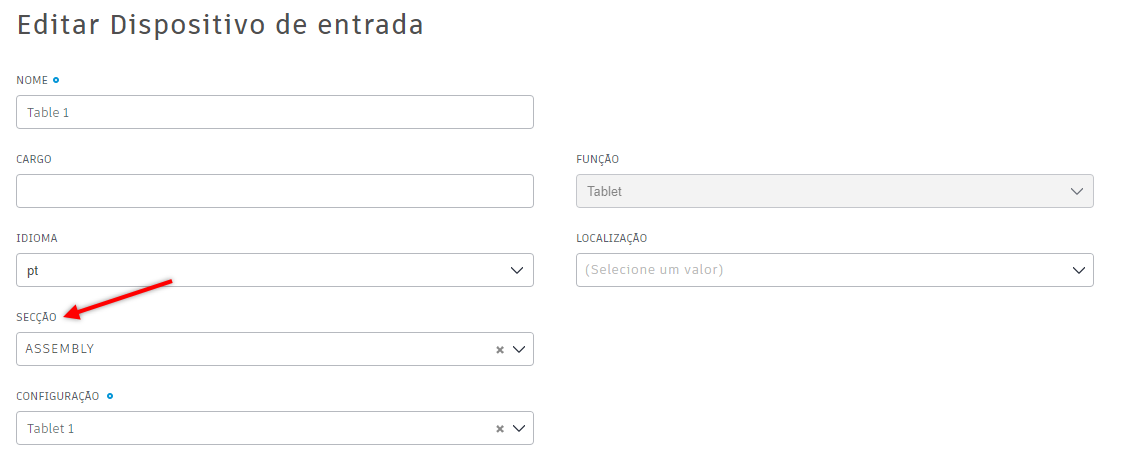 Editar Dispositivo de entrada
NOME
Table 1
CARGO
FUNÇÃO
Tablet
IDIOMA
LOCALIZAÇÃO
pt
(Selecione um valor)
SECÇÃO
ASSEMBLY
CONFIGURAÇÃO
Tablet 1